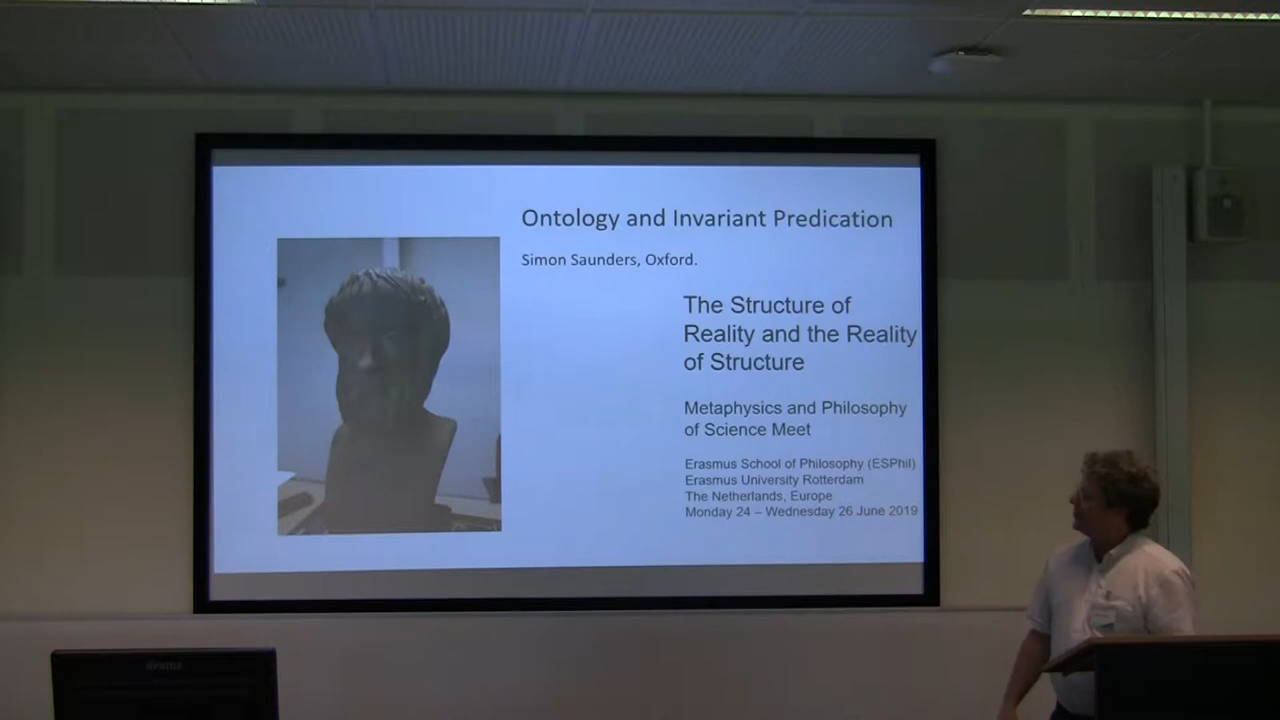 Ontology and Invariant Predication
Simon Saunders, Oxford.
The Structure of
Reality and the Reality
of Structure
Metaphysics and Philosophy
of Science Meet
Erasmus School of Philosophy (ESPhil)
Erasmus University Rotterdam
The Netherlands, Europe
Monday 24 – Wednesday 26 June 2019